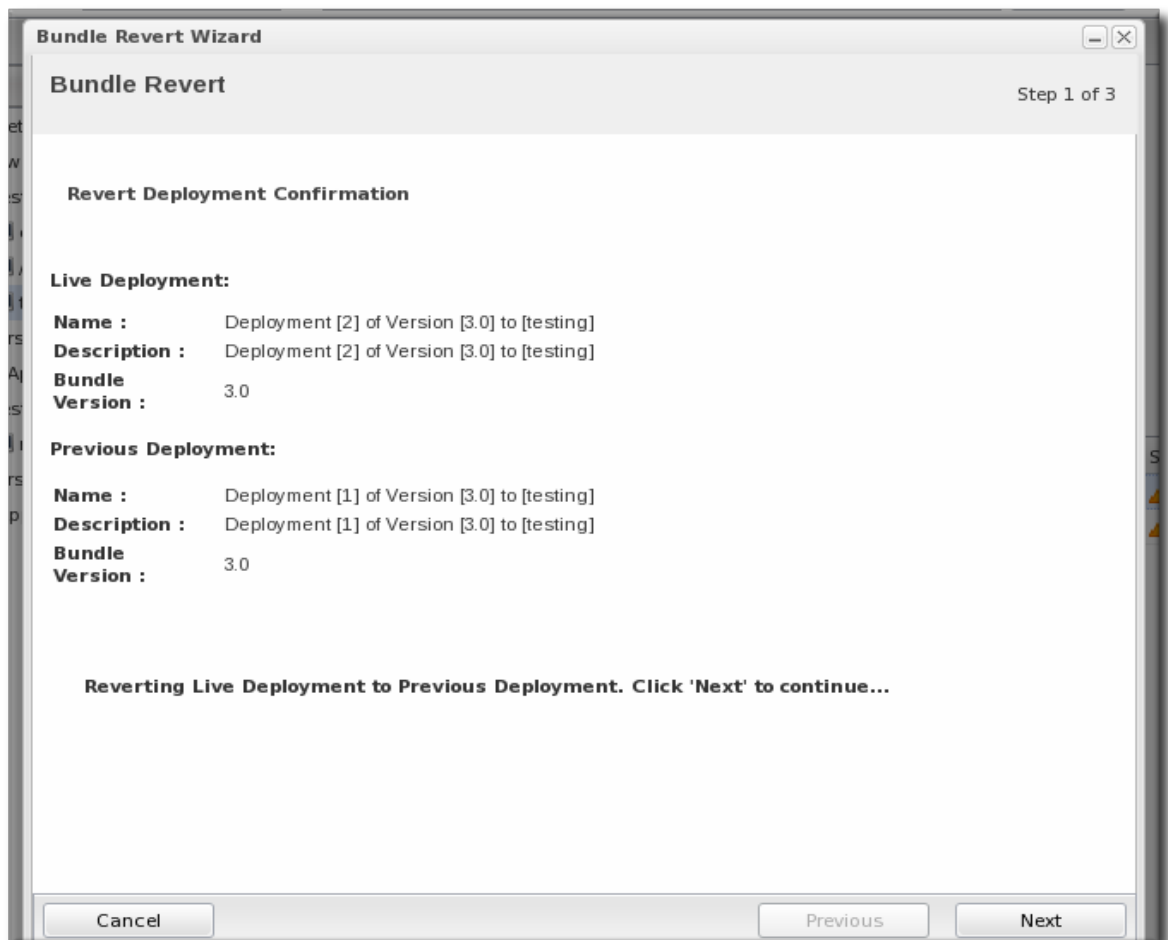 Bundle Revert Wizard
Bundle Revert
Step 1 of 3
Revert Deployment Confirmation
Live Deployment:
Name : Deployment [2] of Version [3.0] to [testing]
Description : Deployment [2] of Version [3.0] to [testing]
Bundle
Version : 3.0
Previous Deployment:
Name : Deployment [1] of Version [3.0] to [testing]
Description : Deployment [1] of Version [3.0] to [testing]
Bundle
Version : 3.0
Reverting Live Deployment to Previous Deployment. Click 'Next' to continue...
Cancel
Previous
Next